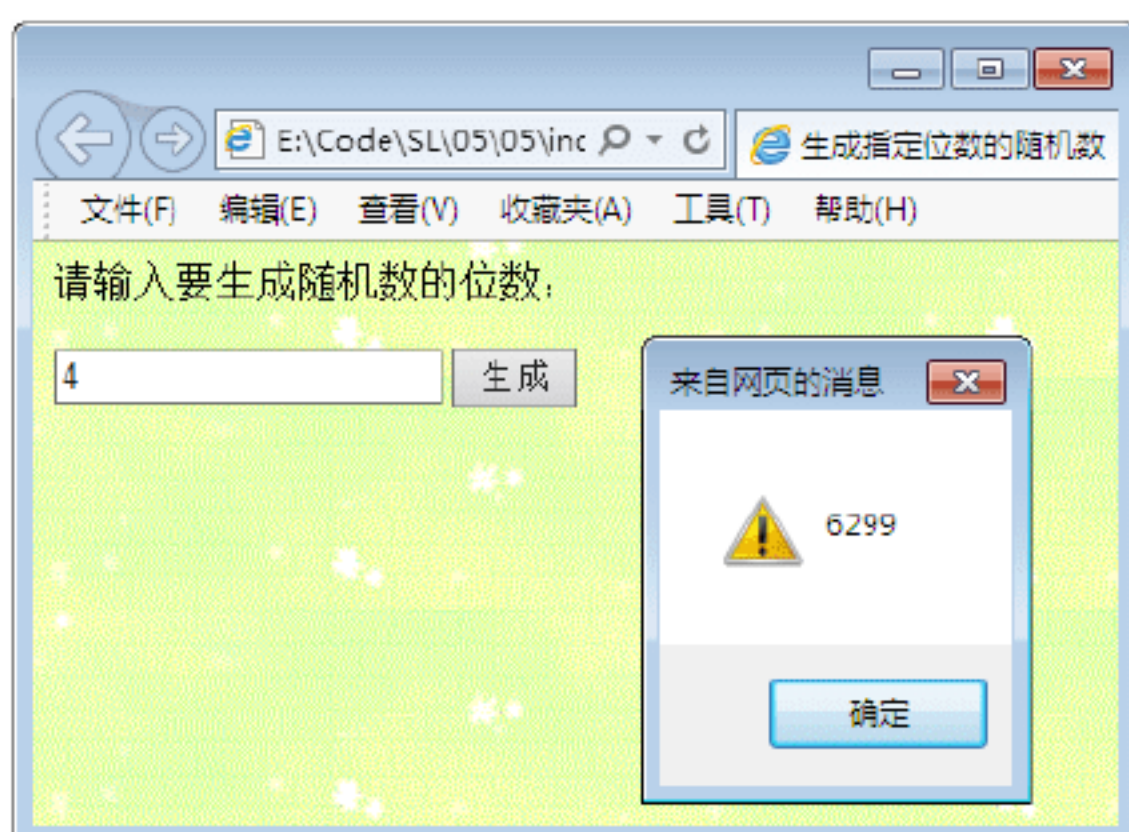 E:\Code\SL\05\05\inc
生成指定位数的随机数
文件(F) 编辑(E) 查看(V) 收藏夹(A) 工具(T) 帮助(H)
请输入要生成随机数的位数：
4 生成
来自网页的消息
6299
确定